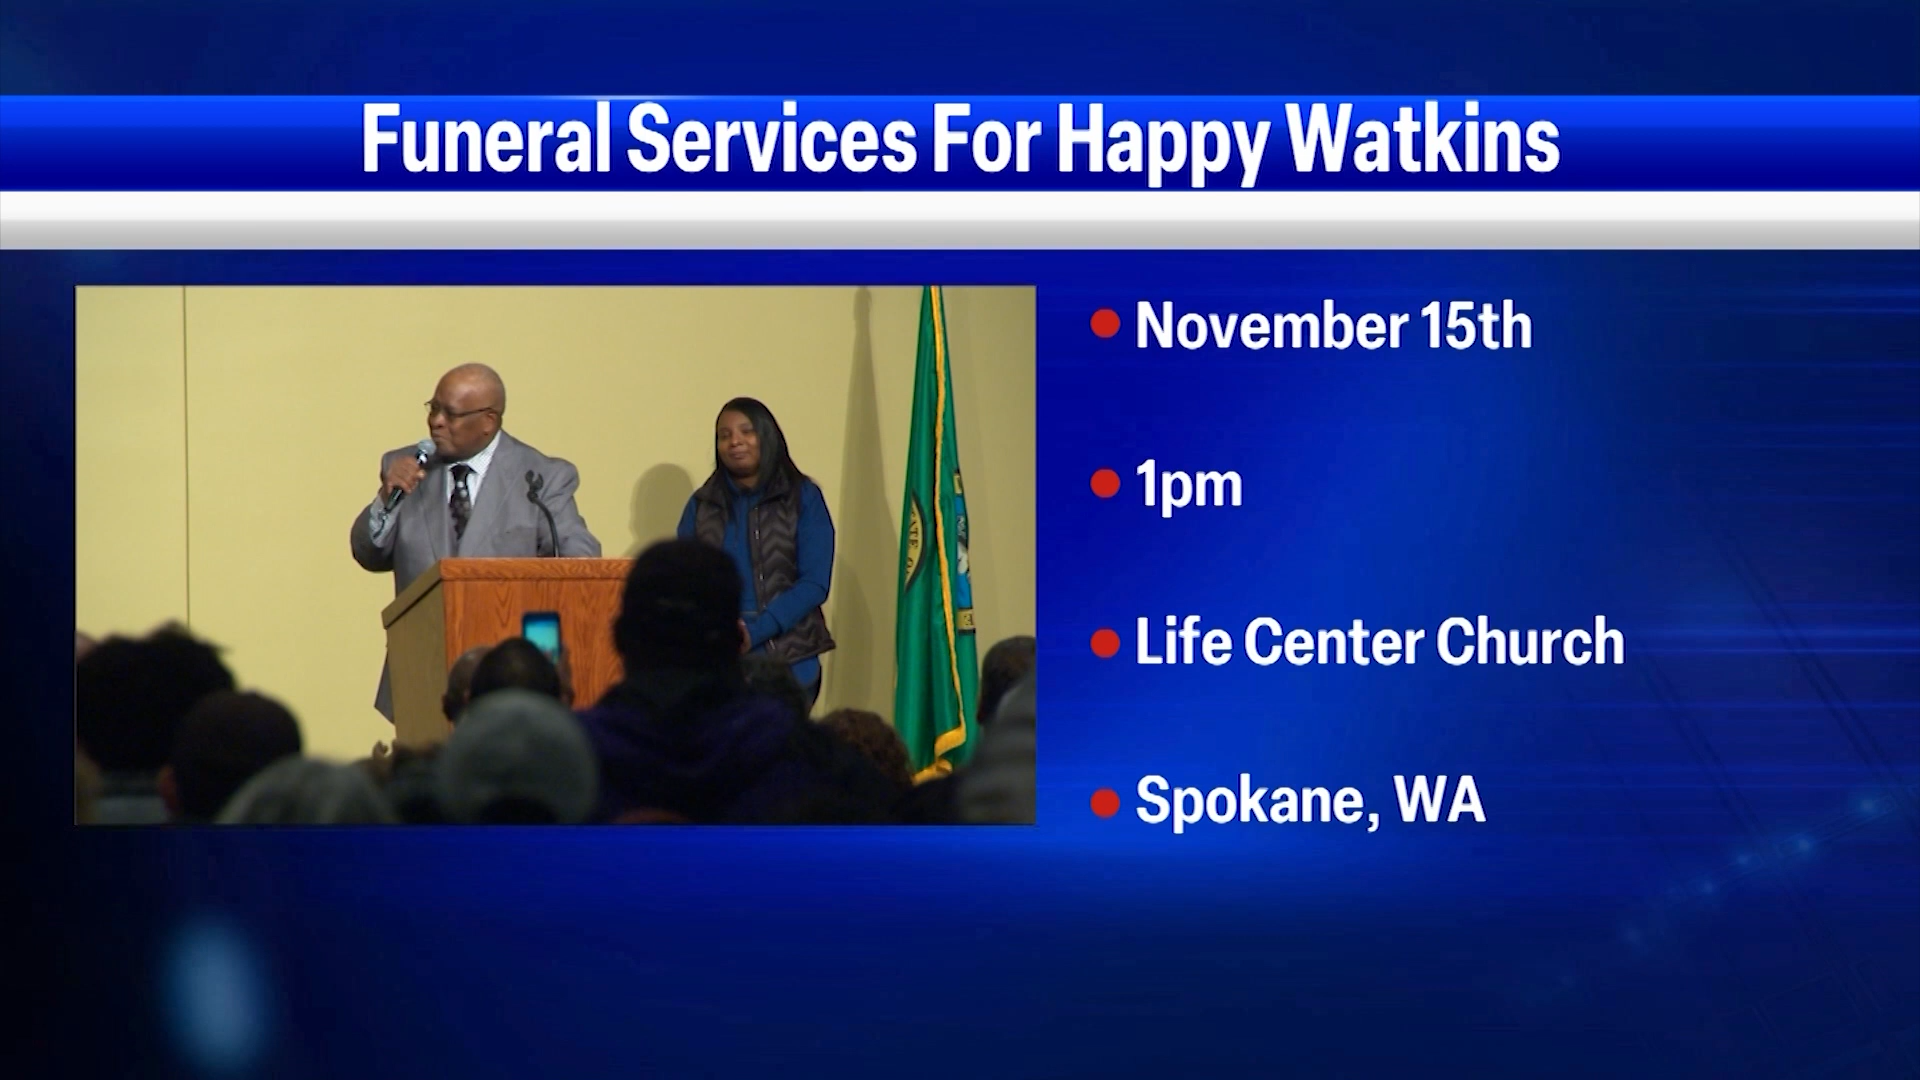 Funeral Services For Happy Watkins
November 15th
1pm
Life Center Church
Spokane, WA